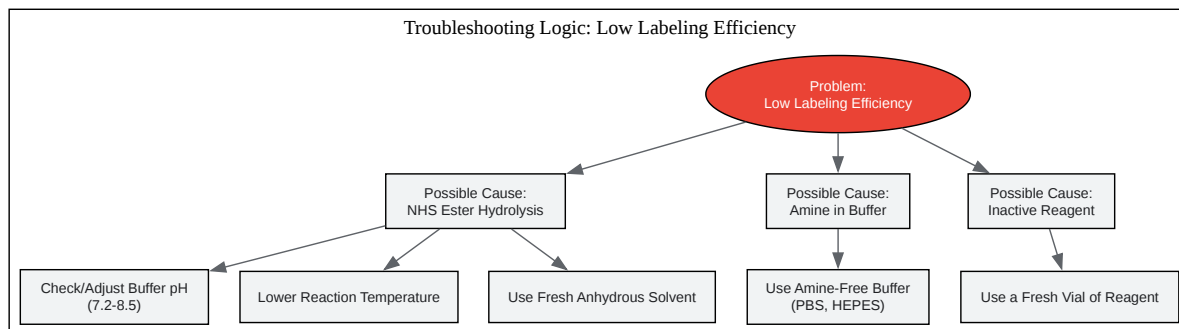 Troubleshooting Logic: Low Labeling Efficiency
Problem:
Low Labeling Efficiency
Possible Cause:
NHS Ester Hydrolysis
Possible Cause:
Amine in Buffer
Possible Cause:
Inactive Reagent
Check/Adjust Buffer pH
(7.2-8.5)
Lower Reaction Temperature
Use Fresh Anhydrous Solvent
Use Amine-Free Buffer
(PBS, HEPES)
Use a Fresh Vial of Reagent